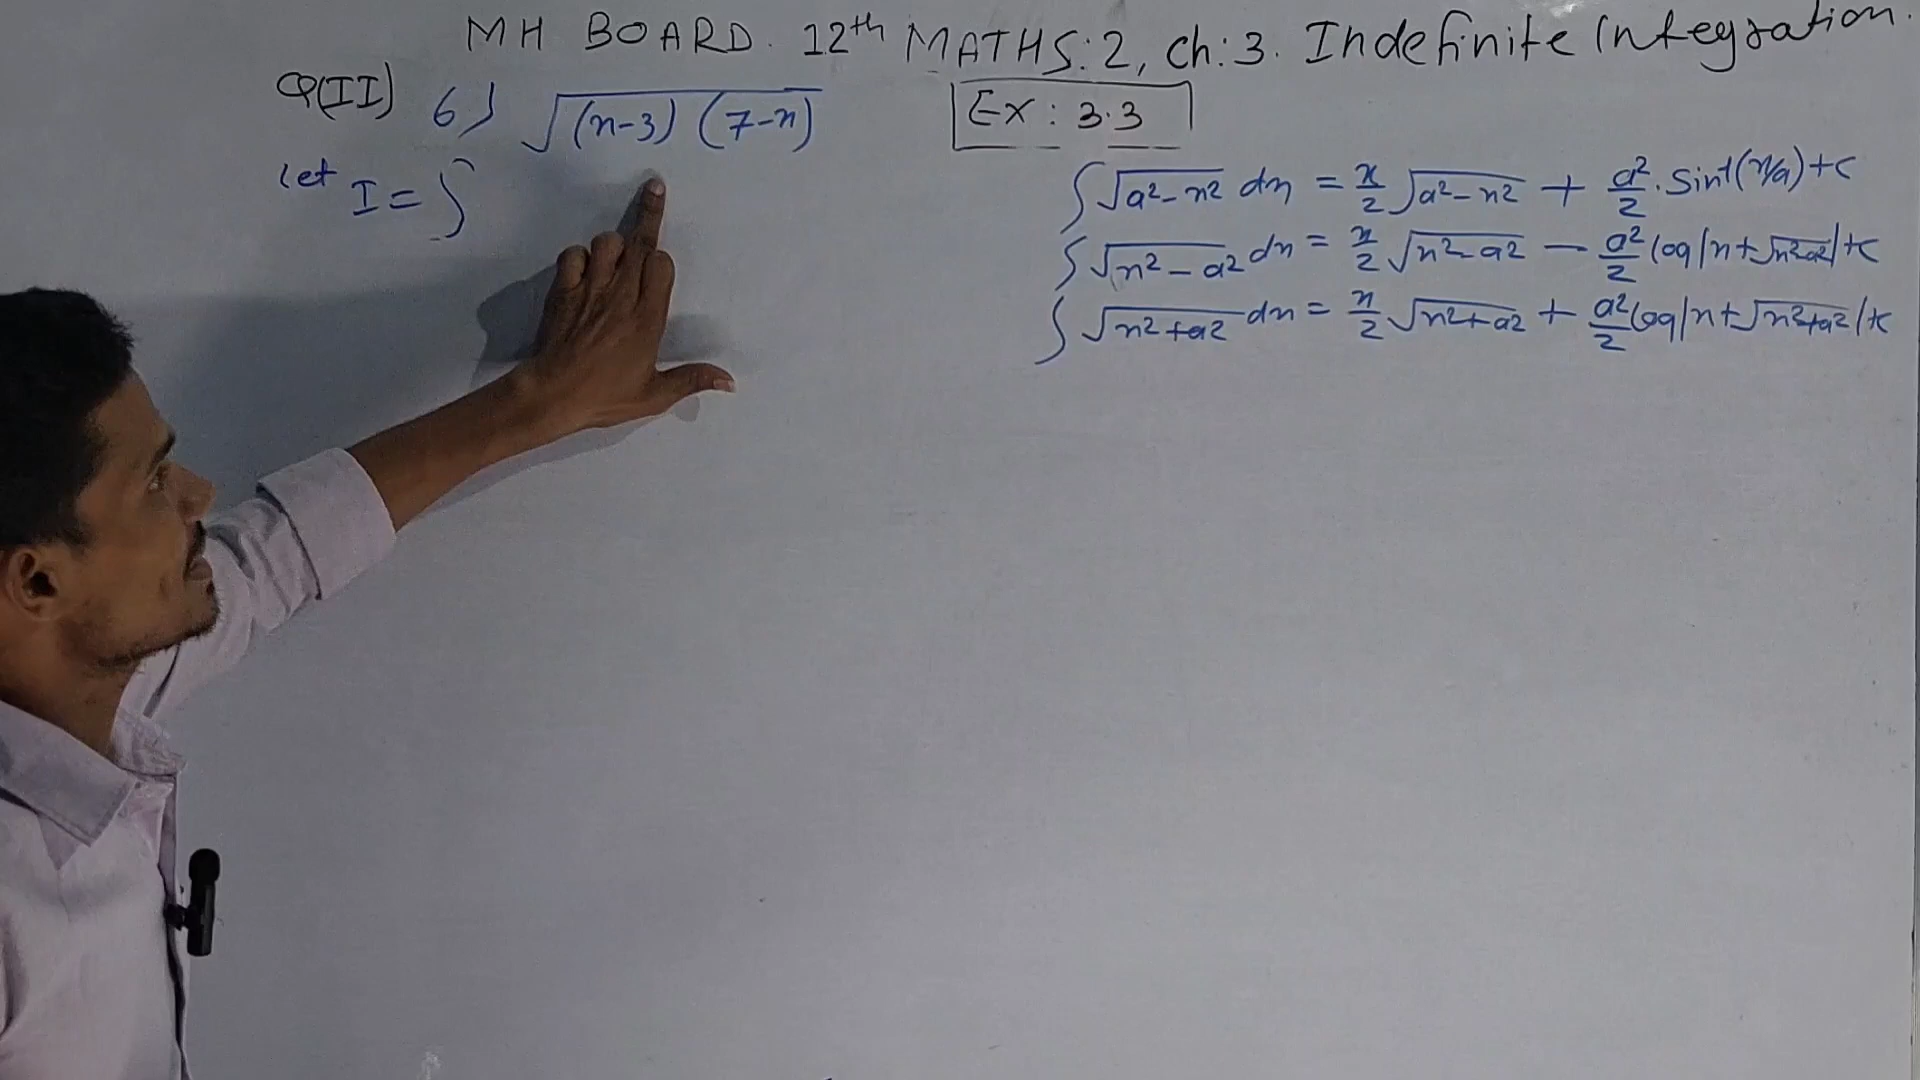 MH BOARD. 12th MATHS:2, Ch:3. Indefinite Integration.
Q(II) 6) √(x-3) (7-x)
Ex: 3.3
let I = ∫
∫√a²-x² dx = x/2 √a²-x² + a²/2 . sin⁻¹(x/a)+c
∫√x²-a² dx = x/2 √x²-a² - a²/2 log|x+√x²-a²|+c
∫√x²+a² dx = x/2 √x²+a² + a²/2 log|x+√x²+a²|+c